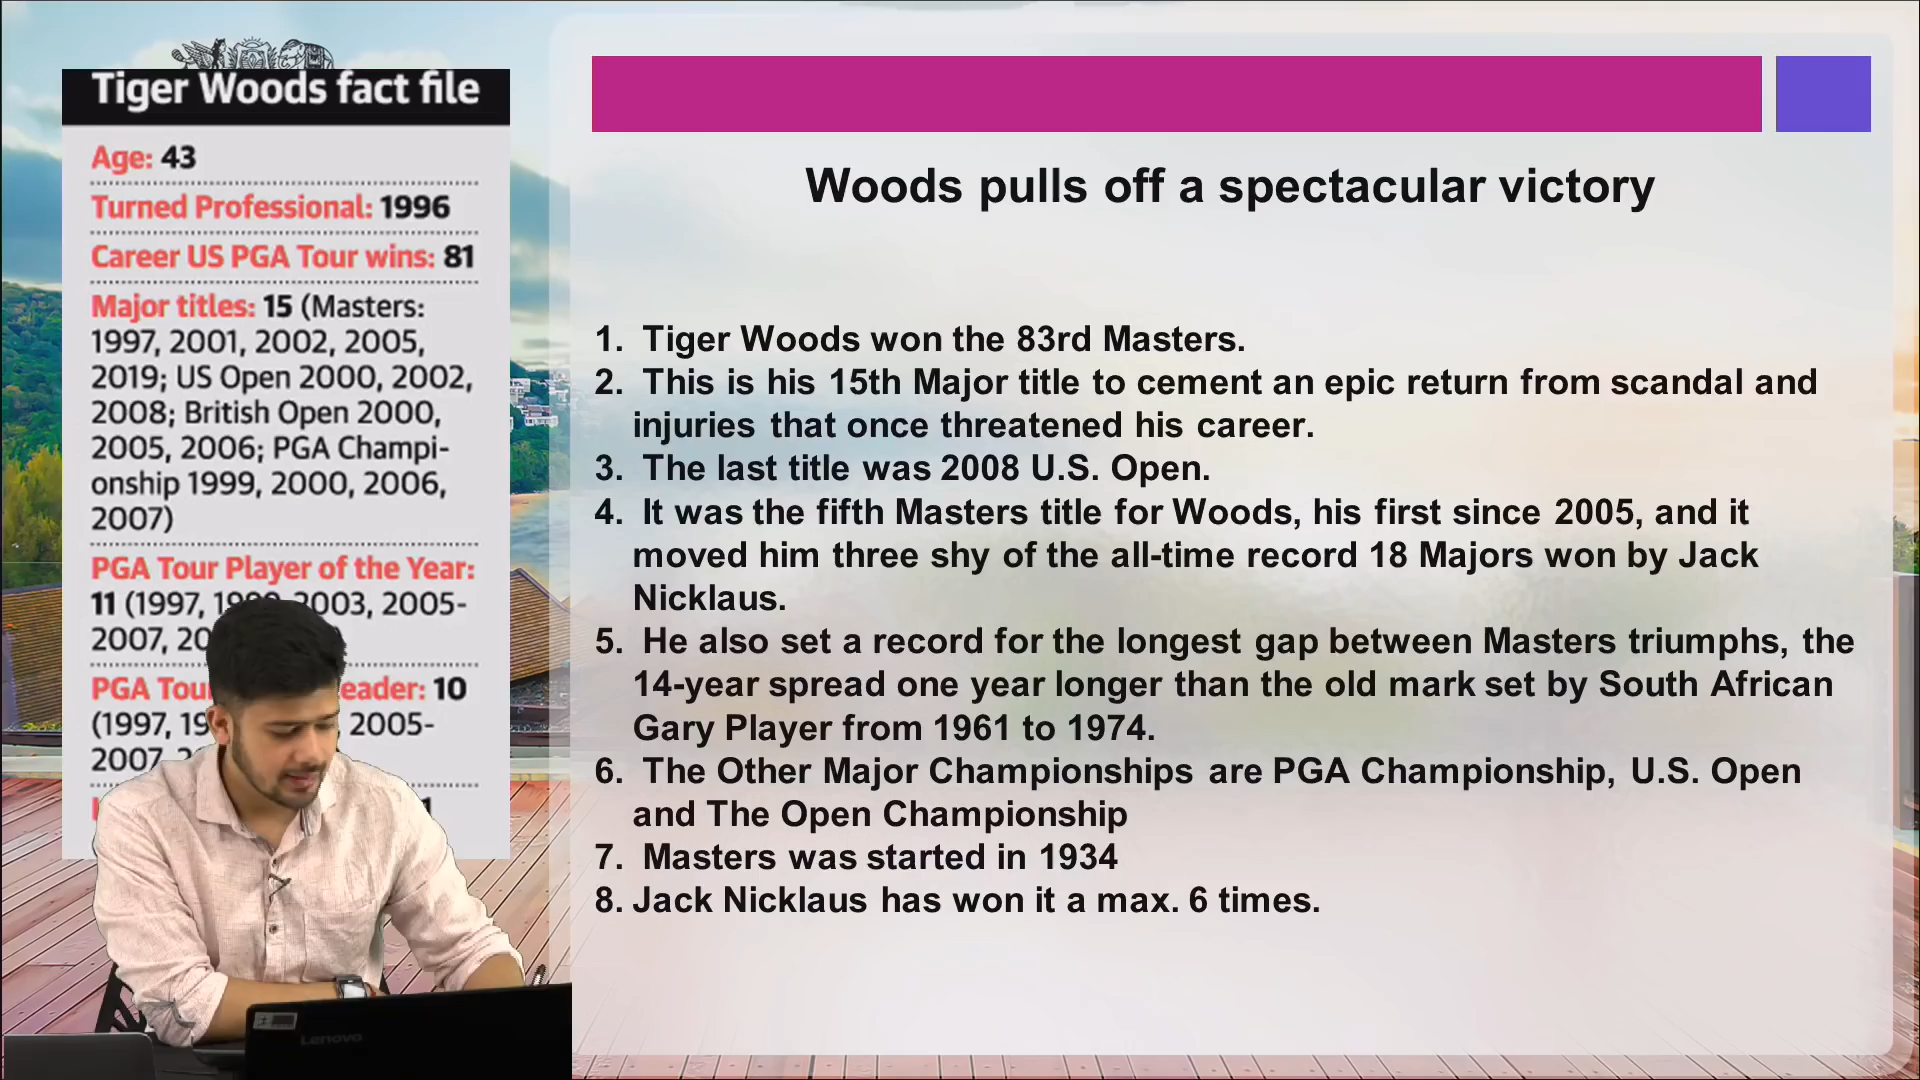 Tiger Woods fact file
Age: 43
Turned Professional: 1996
Career US PGA Tour wins: 81
Major titles: 15 (Masters:
1997, 2001, 2002, 2005,
2019; US Open 2000, 2002,
2008; British Open 2000,
2005, 2006; PGA Champi-
onship 1999, 2000, 2006,
2007)
PGA Tour Player of the Year:
11 (1997, 2003, 2005-
2007,
PGA 10
(1997, 2005-
2007
Woods pulls off a spectacular victory
1. Tiger Woods won the 83rd Masters.
2. This is his 15th Major title to cement an epic return from scandal and
injuries that once threatened his career.
3. The last title was 2008 U.S. Open.
4. It was the fifth Masters title for Woods, his first since 2005, and it
moved him three shy of the all-time record 18 Majors won by Jack
Nicklaus.
5. He also set a record for the longest gap between Masters triumphs, the
14-year spread one year longer than the old mark set by South African
Gary Player from 1961 to 1974.
6. The Other Major Championships are PGA Championship, U.S. Open
and The Open Championship
7. Masters was started in 1934
8. Jack Nicklaus has won it a max. 6 times.
Lenovo